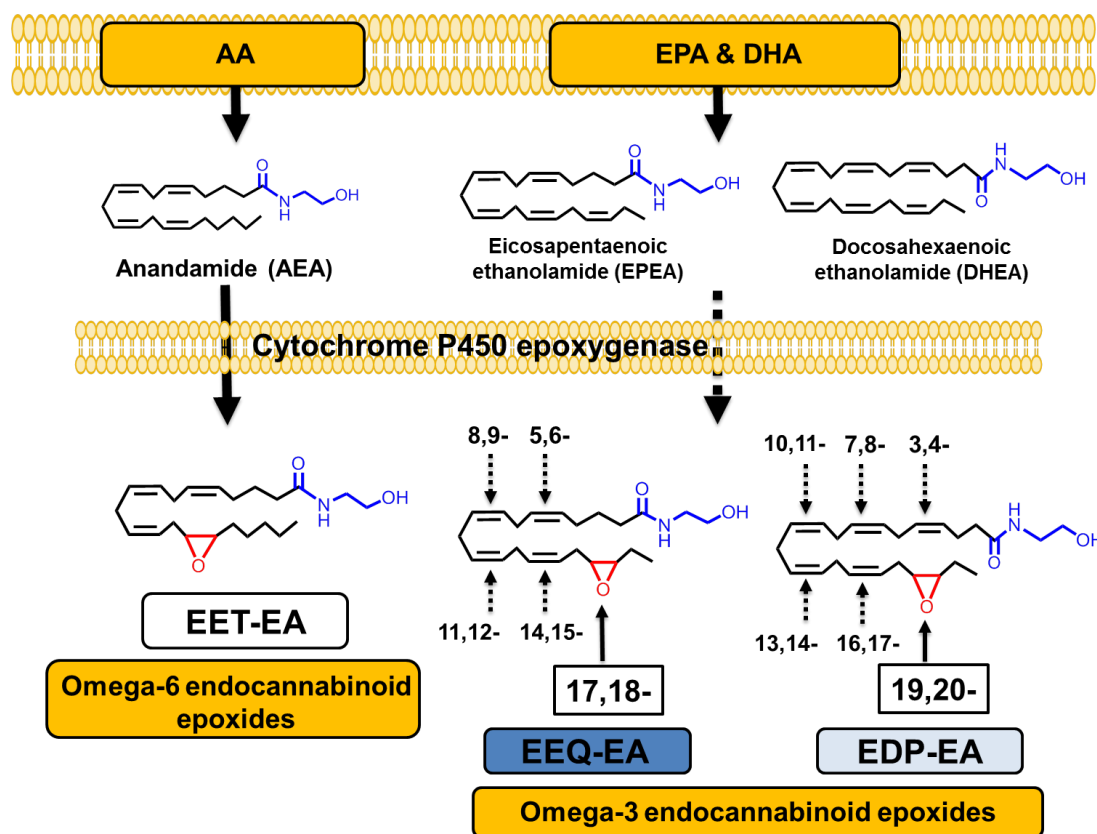 AA
EPA & DHA
O
N
H
OH
O
N
H
OH
H
N
O
OH
Anandamide (AEA)
Eicosapentaenoic
ethanolamide (EPEA)
Docosahexaenoic
ethanolamide (DHEA)
Cytochrome P450 epoxygenase
8,9-
5,6-
10,11-
7,8-
3,4-
O
N
H
OH
O
O
N
H
OH
O
H
N
O
OH
O
11,12-
14,15-
13,14-
16,17-
EET-EA
17,18-
19,20-
Omega-6 endocannabinoid
epoxides
EEQ-EA
EDP-EA
Omega-3 endocannabinoid epoxides